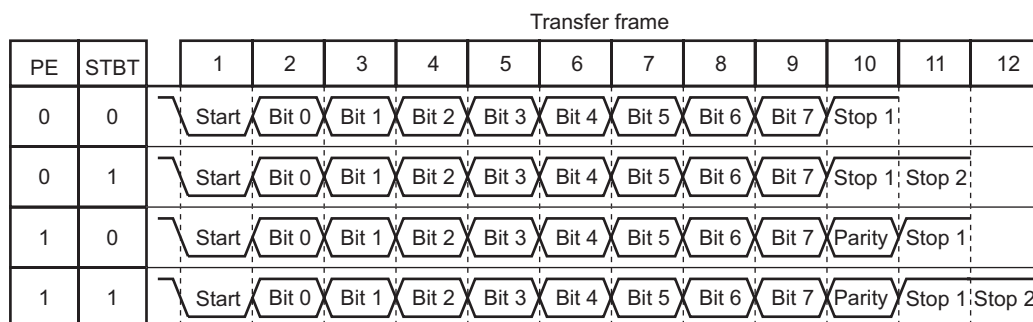 Transfer frame
PE STBT 1 2 3 4 5 6 7 8 9 10 11 12
0 0 Start Bit 0 Bit 1 Bit 2 Bit 3 Bit 4 Bit 5 Bit 6 Bit 7 Stop 1
0 1 Start Bit 0 Bit 1 Bit 2 Bit 3 Bit 4 Bit 5 Bit 6 Bit 7 Stop 1 Stop 2
1 0 Start Bit 0 Bit 1 Bit 2 Bit 3 Bit 4 Bit 5 Bit 6 Bit 7 Parity Stop 1
1 1 Start Bit 0 Bit 1 Bit 2 Bit 3 Bit 4 Bit 5 Bit 6 Bit 7 Parity Stop 1 Stop 2